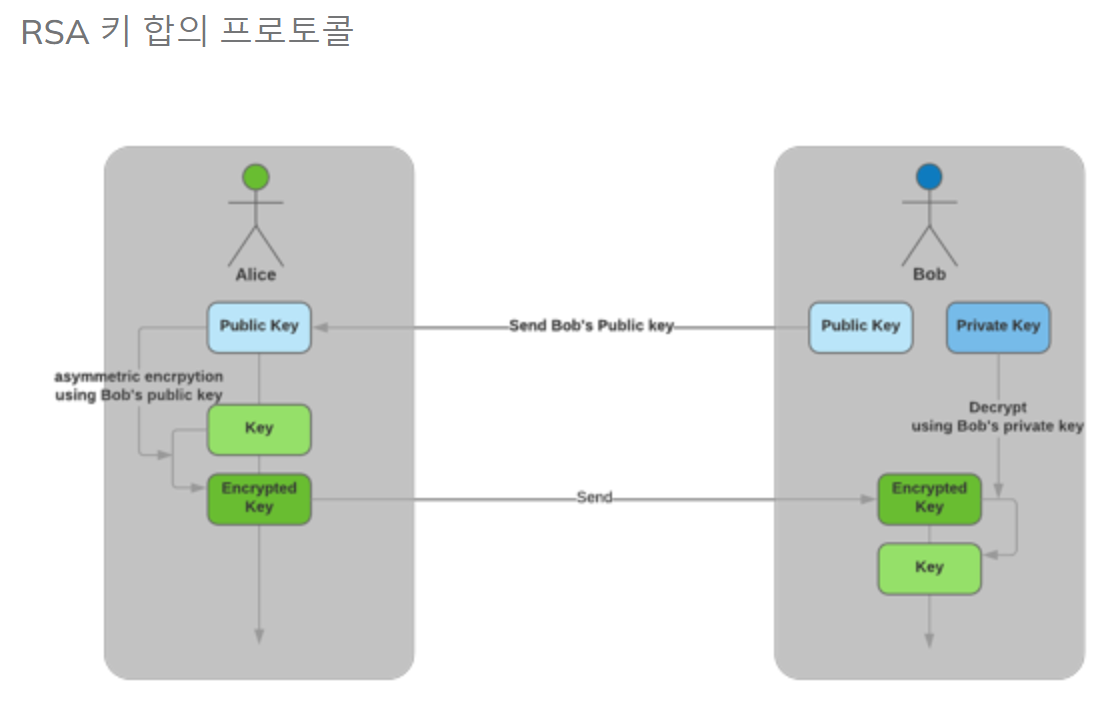 RSA 키 합의 프로토콜
Alice
Bob
Public Key
Send Bob's Public key
Public Key
Private Key
asymmetric encrpytion
using Bob's public key
Decrypt
using Bob's private key
Key
Encrypted
Key
Send
Encrypted
Key
Key